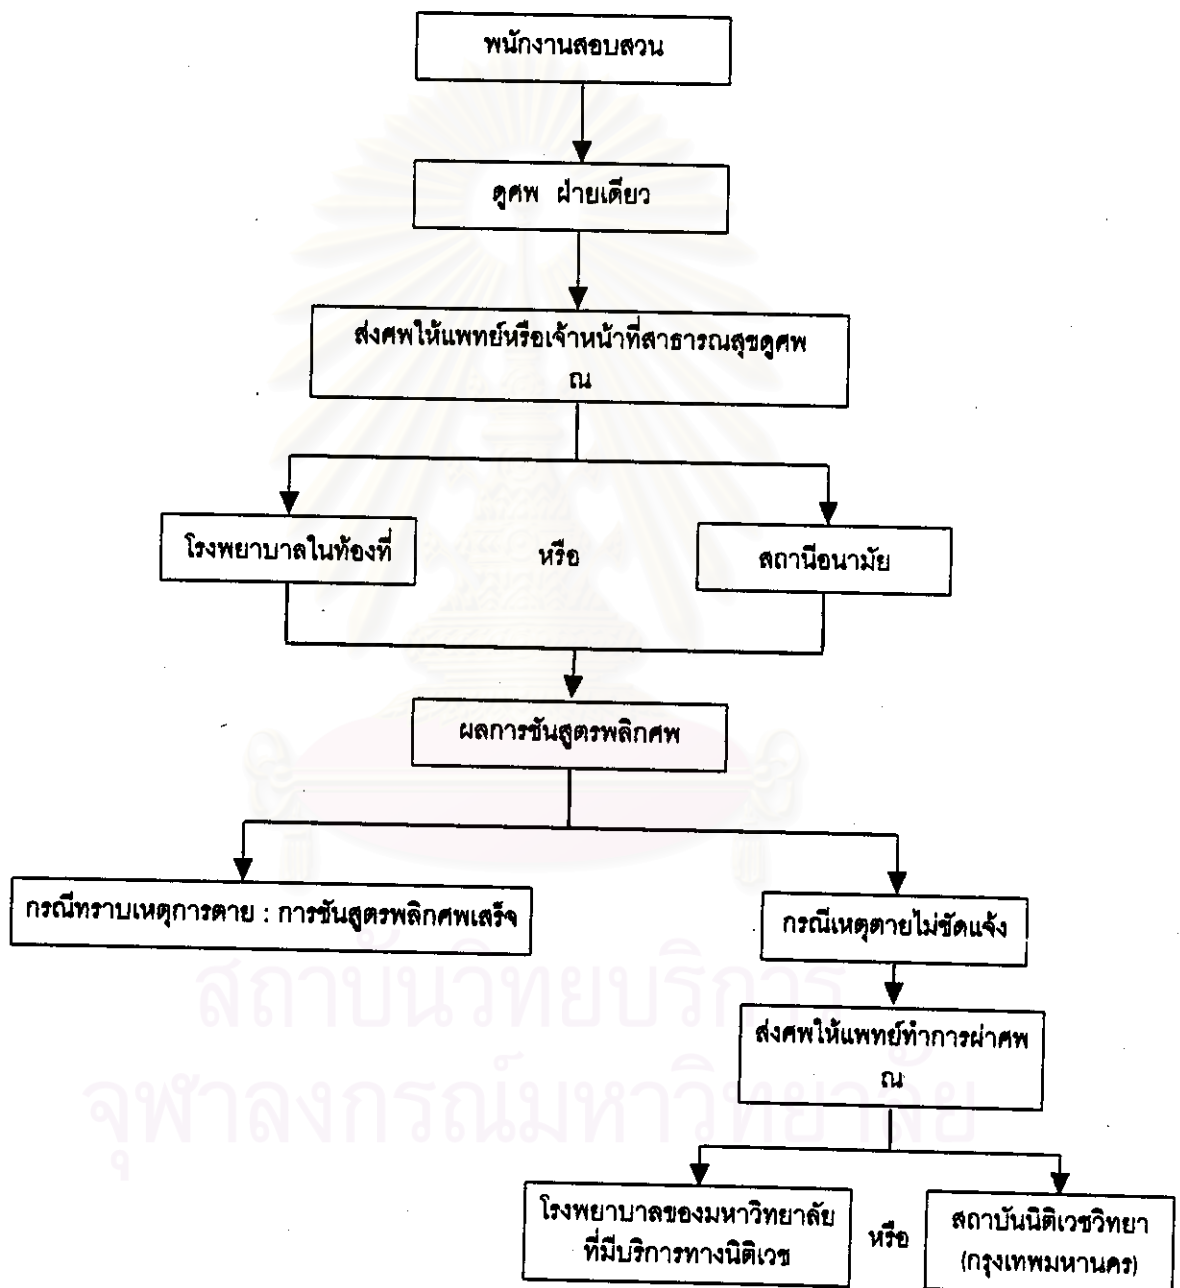 พนักงานสอบสวน
ดูศพ ฝ่ายเดียว
ส่งศพให้แพทย์หรือเจ้าหน้าที่สาธารณสุขดูศพ
ณ
โรงพยาบาลในท้องที่
หรือ
สถานีอนามัย
ผลการชันสูตรพลิกศพ
กรณีทราบเหตุการตาย : การชันสูตรพลิกศพเสร็จ
กรณีเหตุตายไม่ชัดแจ้ง
สถาบันวิทยบริการ
ส่งศพให้แพทย์ทำการผ่าศพ
ณ
จุฬาลงกรณ์มหาวิทยาลัย
โรงพยาบาลของมหาวิทยาลัย
ที่มีบริการทางนิติเวช
หรือ
สถาบันนิติเวชวิทยา
(กรุงเทพมหานคร)